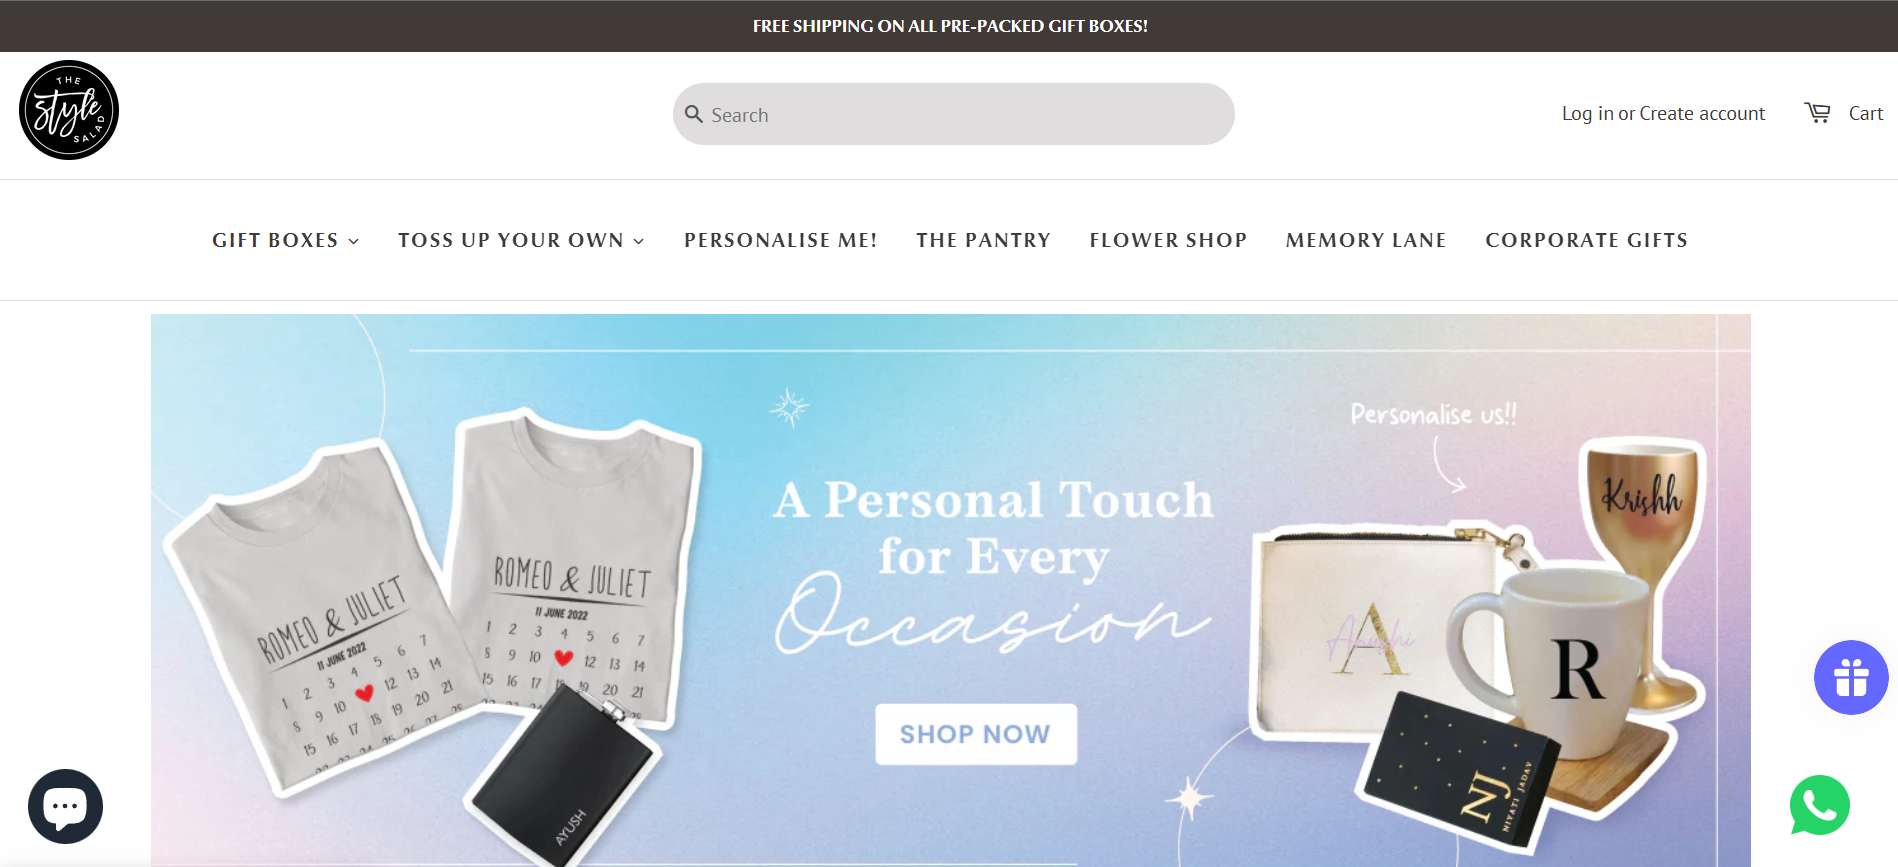 FREE SHIPPING ON ALL PRE-PACKED GIFT BOXES!
THE
style
SALAD
Search
Log in or Create account
Cart
GIFT BOXES
TOSS UP YOUR OWN
PERSONALISE ME!
THE PANTRY
FLOWER SHOP
MEMORY LANE
CORPORATE GIFTS
ROMEO & JULIET
11 JUNE 2022
1 2 3 4 5 6 7
8 9 10 12 13 14
15 16 17 18 19 20 21
ROMEO & JULIET
11 JUNE 2022
1 2 3 4 5 6 7
8 9 10 12 13 14
15 16 17 18 19 20 21
AYUSH
A Personal Touch
for Every
Occasion
SHOP NOW
Personalise us!!
Krishh
A
R
NJ
NIYATI JADAV